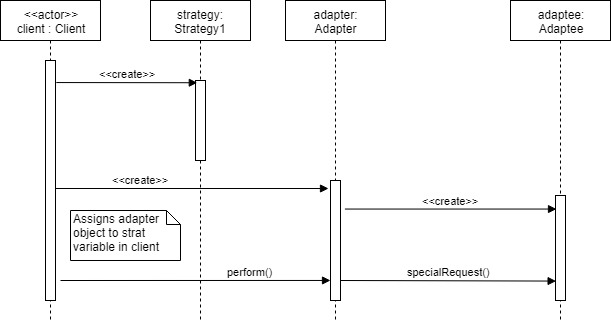 <<actor>>
client : Client
strategy:
Strategy1
adapter:
Adapter
adaptee:
Adaptee
<<create>>
<<create>>
<<create>>
Assigns adapter
object to strat
variable in client
perform()
specialRequest()